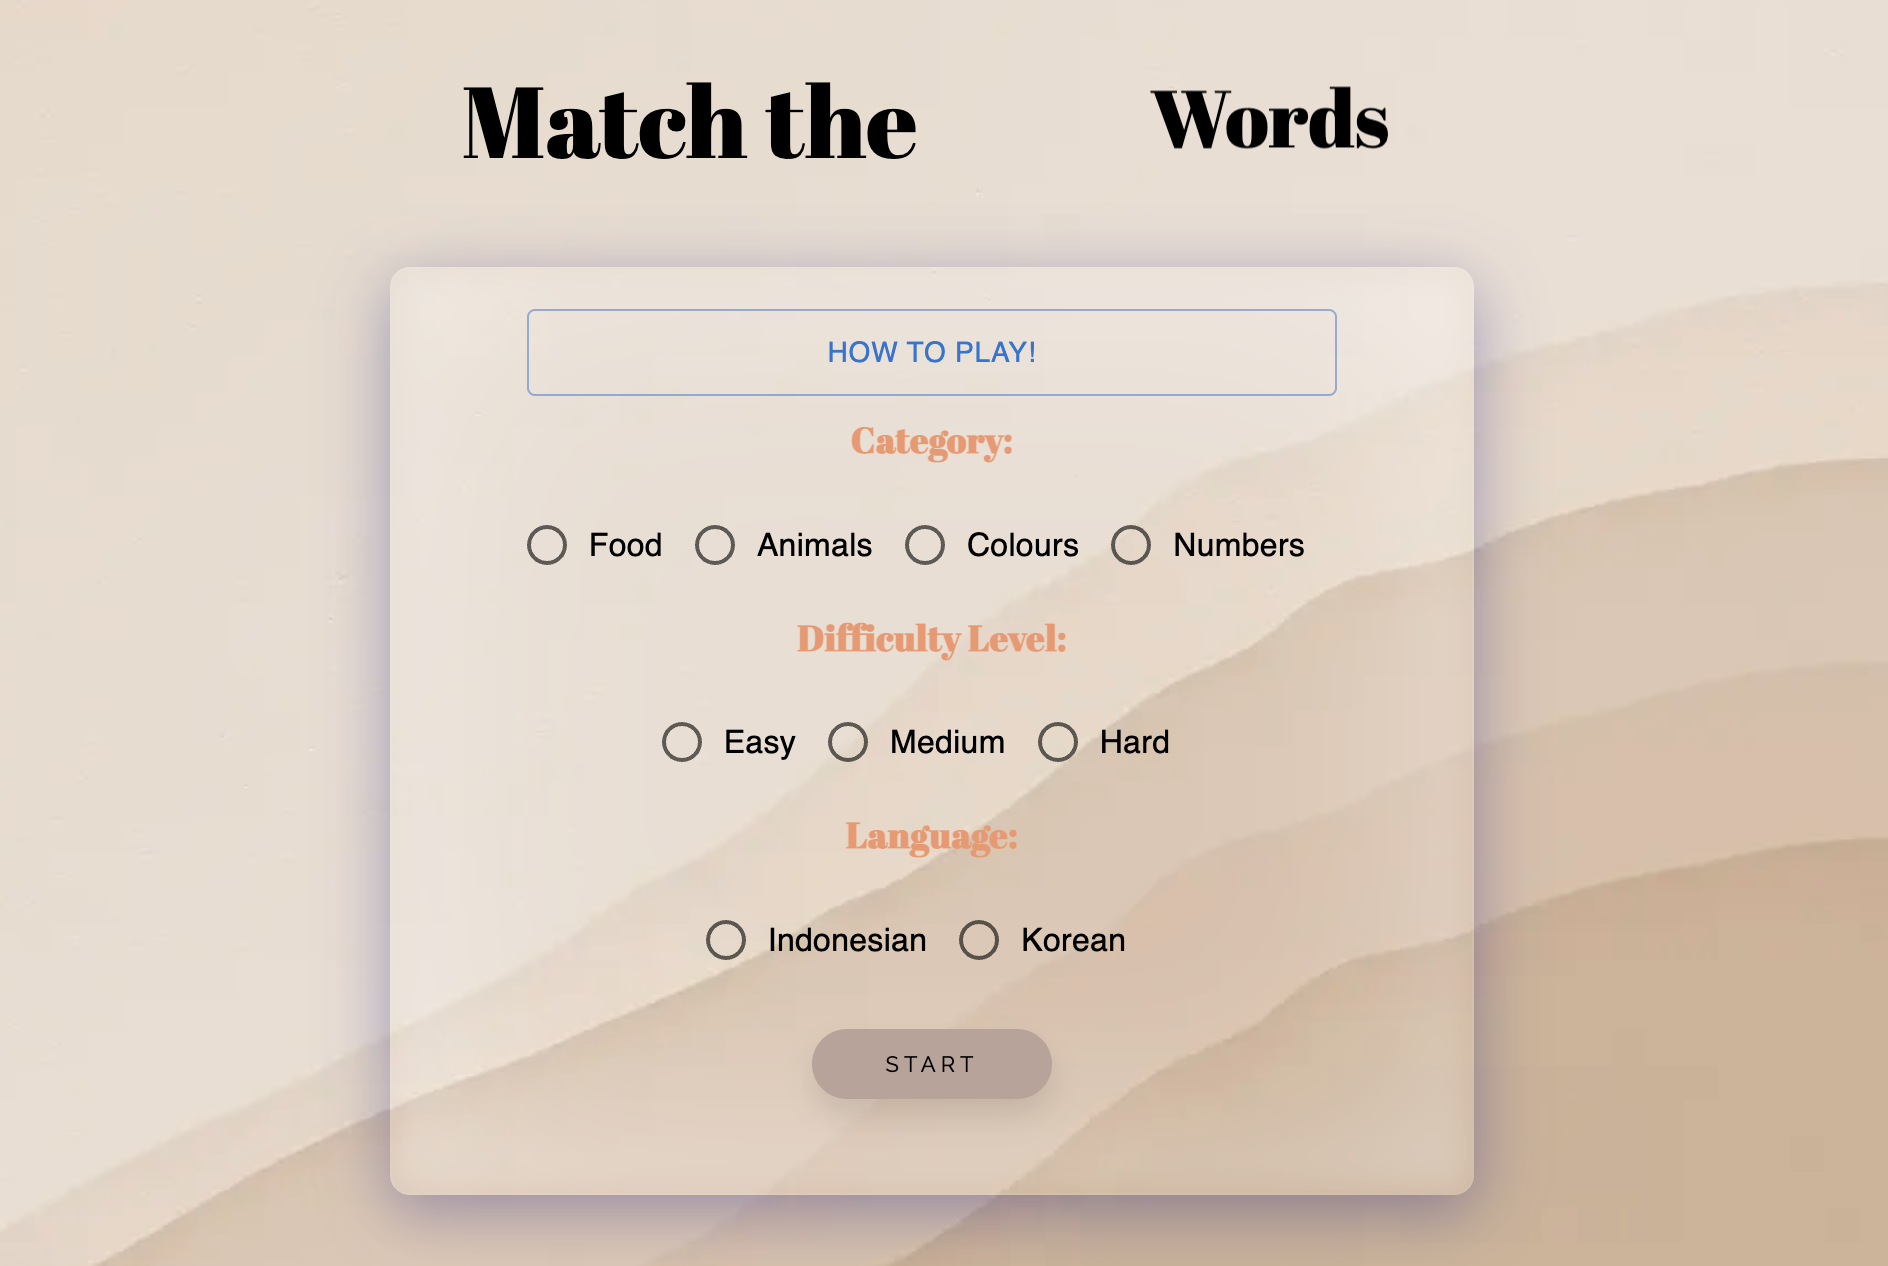 Match the Words
HOW TO PLAY!
Category:
Food Animals Colours Numbers
Difficulty Level:
Easy Medium Hard
Language:
Indonesian Korean
START